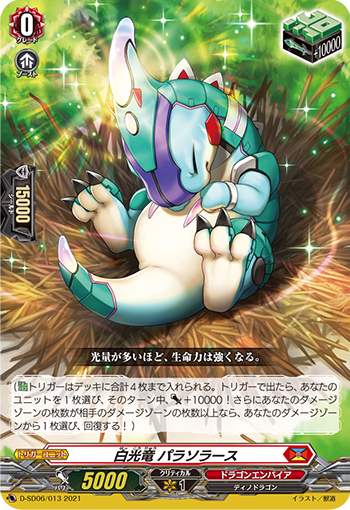 0
グレード
ブースト
治
+10000
シールド
15000
光量が多いほど、生命力は強くなる。
(治トリガーはデッキに合計4枚まで入れられる。トリガーで出たら、あなたの
ユニットを1枚選び、そのターン中、+10000!さらにあなたのダメージ
ゾーンの枚数が相手のダメージゾーンの枚数以上なら、あなたのダメージゾー
ンから1枚選び、回復する!)
トリガーユニット
白光竜 パラソラース
パワー
5000
クリティカル
1
ドラゴンエンパイア
ディノドラゴン
D-SD06/013 2021
イラスト/獣道